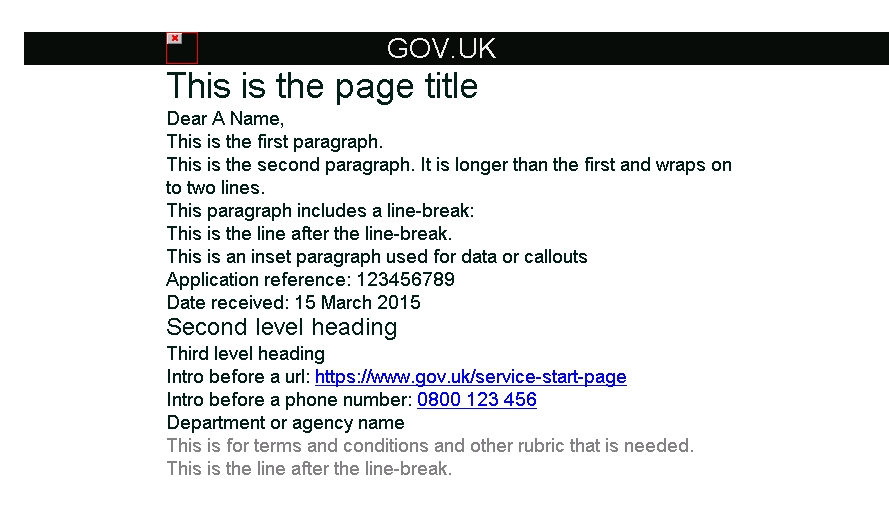 GOV.UK
This is the page title
Dear A Name,
This is the first paragraph.
This is the second paragraph. It is longer than the first and wraps on
to two lines.
This paragraph includes a line-break:
This is the line after the line-break.
This is an inset paragraph used for data or callouts
Application reference: 123456789
Date received: 15 March 2015
Second level heading
Third level heading
Intro before a url: https://www.gov.uk/service-start-page
Intro before a phone number: 0800 123 456
Department or agency name
This is for terms and conditions and other rubric that is needed.
This is the line after the line-break.